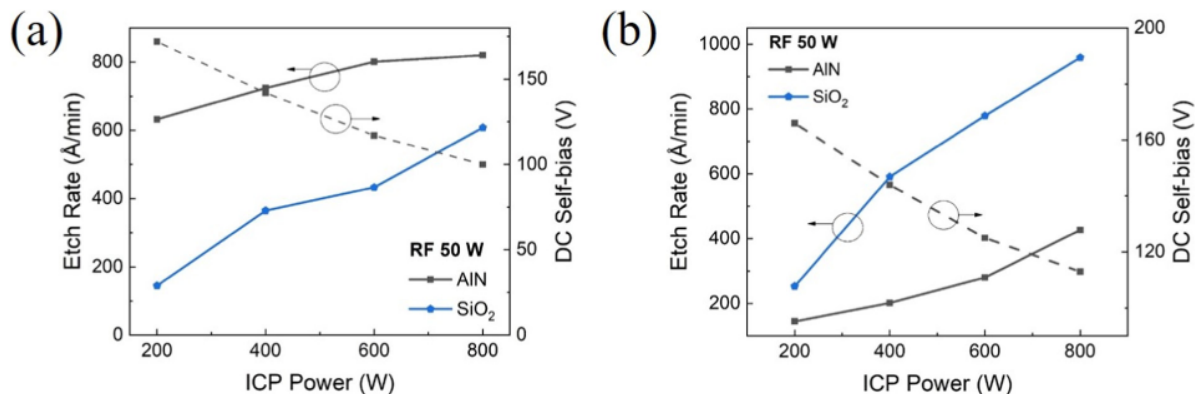 (a)
800
600
400
200
0
Etch Rate (Å/min)
150
100
50
0
DC Self-bias (V)
RF 50 W
AlN
SiO₂
200 400 600 800
ICP Power (W)
(b)
1000
800
600
400
200
Etch Rate (Å/min)
RF 50 W
AlN
SiO₂
200
160
120
DC Self-bias (V)
200 400 600 800
ICP Power (W)